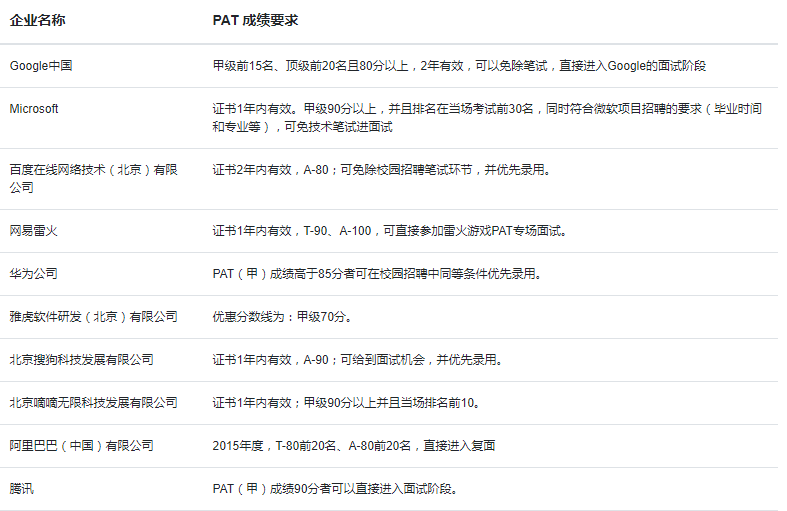 企业名称 PAT 成绩要求
Google中国 甲级前15名、顶级前20名且80分以上，2年有效，可以免除笔试，直接进入Google的面试阶段
Microsoft 证书1年内有效。甲级90分以上，并且排名在当场考试前30名，同时符合微软项目招聘的要求（毕业时间
和专业等），可免技术笔试进面试
百度在线网络技术（北京）有限 证书2年内有效，A-80；可免除校园招聘笔试环节，并优先录用。
公司
网易雷火 证书1年内有效，T-90、A-100，可直接参加雷火游戏PAT专场面试。
华为公司 PAT（甲）成绩高于85分者可在校园招聘中同等条件优先录用。
雅虎软件研发（北京）有限公司 优惠分数线为：甲级70分。
北京搜狗科技发展有限公司 证书1年内有效，A-90；可给到面试机会，并优先录用。
北京嘀嘀无限科技发展有限公司 证书1年内有效；甲级90分以上并且当场排名前10。
阿里巴巴（中国）有限公司 2015年度，T-80前20名、A-80前20名，直接进入复面
腾讯 PAT（甲）成绩90分者可以直接进入面试阶段。